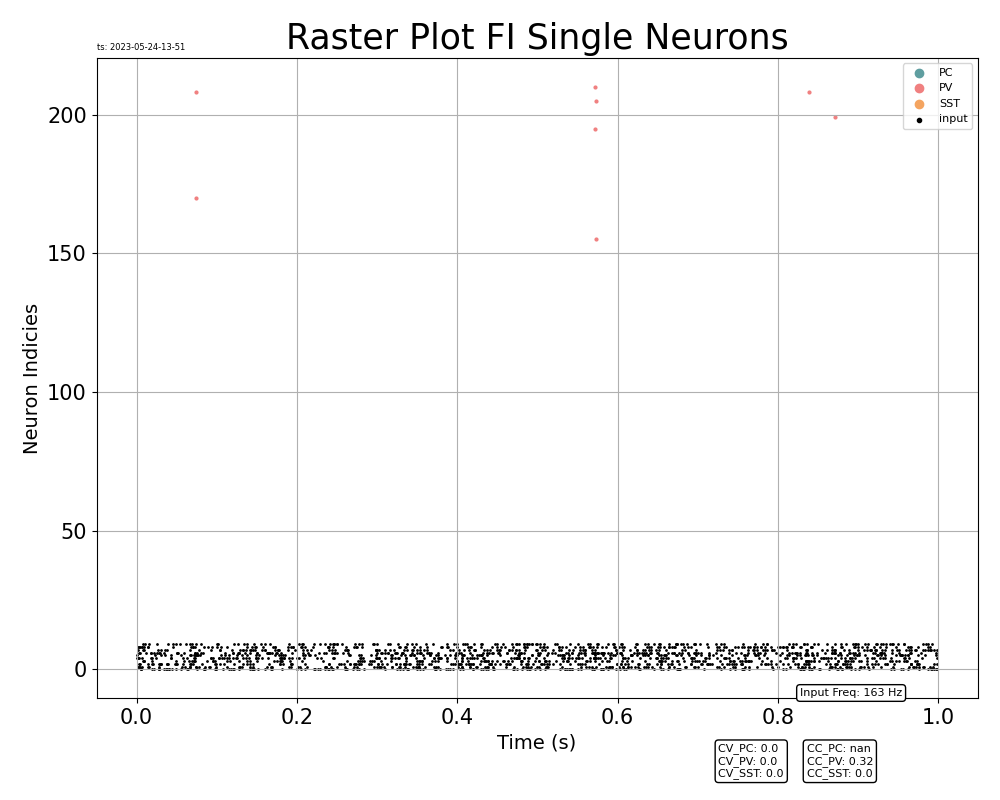 Raster Plot FI Single Neurons
ts: 2023-05-24-13-51
PC
PV
SST
input
200
150
100
50
0
Neuron Indicies
0.0 0.2 0.4 0.6 0.8 1.0
Input Freq: 163 Hz
Time (s)
CV_PC: 0.0
CV_PV: 0.0
CV_SST: 0.0
CC_PC: nan
CC_PV: 0.32
CC_SST: 0.0